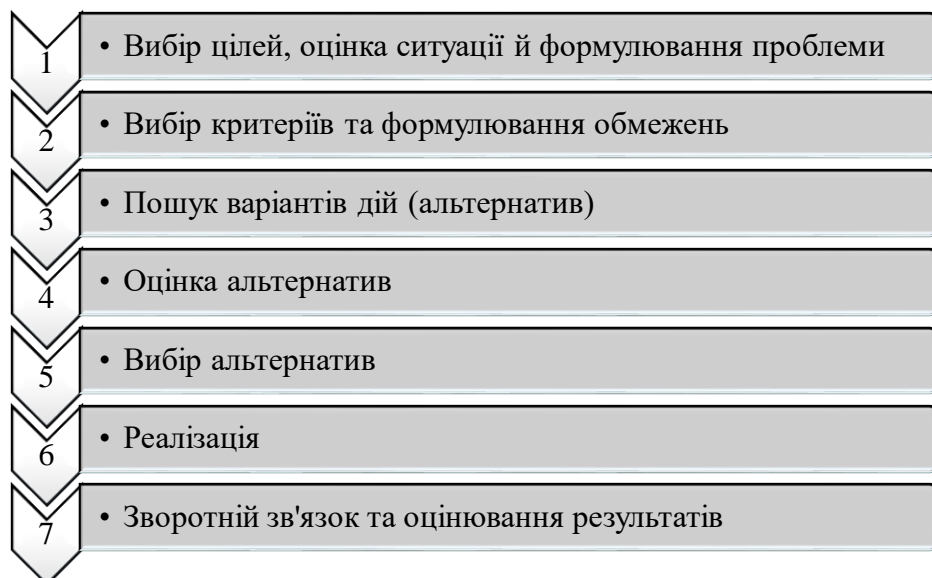 1 • Вибір цілей, оцінка ситуації й формулювання проблеми
2 • Вибір критеріїв та формулювання обмежень
3 • Пошук варіантів дій (альтернатив)
4 • Оцінка альтернатив
5 • Вибір альтернатив
6 • Реалізація
7 • Зворотній зв'язок та оцінювання результатів